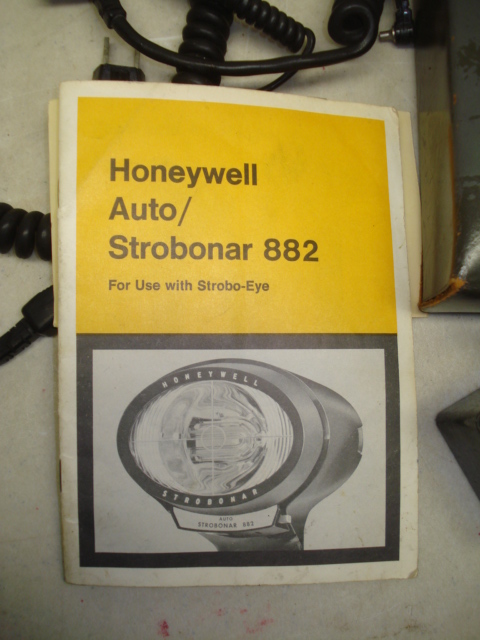 Honeywell
Auto/
Strobonar 882
For Use with Strobo-Eye
HONEYWELL
STROBONAR
AUTO
STROBONAR 882